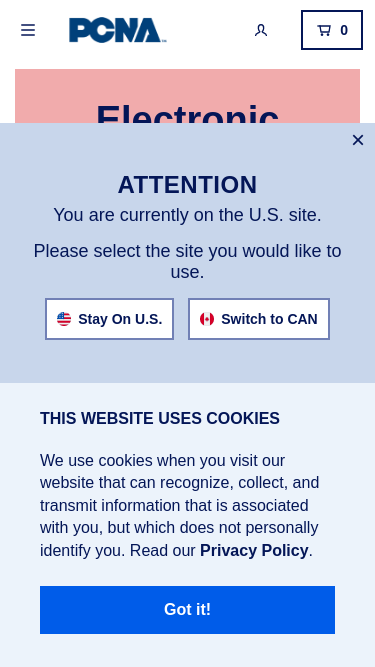 PCNA
0
Electronic
ATTENTION
You are currently on the U.S. site.
Please select the site you would like to
use.
Stay On U.S.
Switch to CAN
THIS WEBSITE USES COOKIES
We use cookies when you visit our
website that can recognize, collect, and
transmit information that is associated
with you, but which does not personally
identify you. Read our Privacy Policy.
Got it!